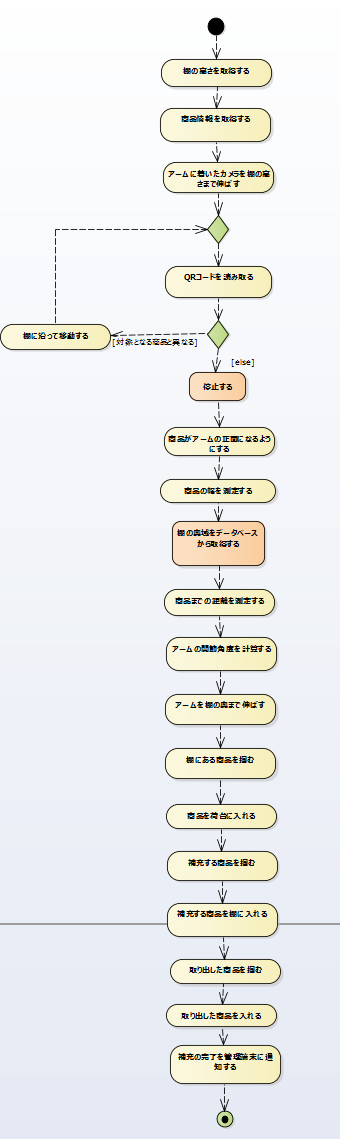 棚の高さを取得する
商品情報を取得する
アームに着いたカメラを棚の高
さまで伸ばす
QRコードを読み取る
棚に沿って移動する
[対象となる商品と異なる]
[else]
停止する
商品がアームの正面になるよう
にする
商品の幅を測定する
棚の奥域をデータベース
から取得する
商品までの距離を測定する
アームの関節角度を計算する
アームを棚の奥まで伸ばす
棚にある商品を掴む
商品を荷台に入れる
補充する商品を掴む
補充する商品を棚に入れる
取り出した商品を掴む
取り出した商品を入れる
補充の完了を管理端末に通
知する